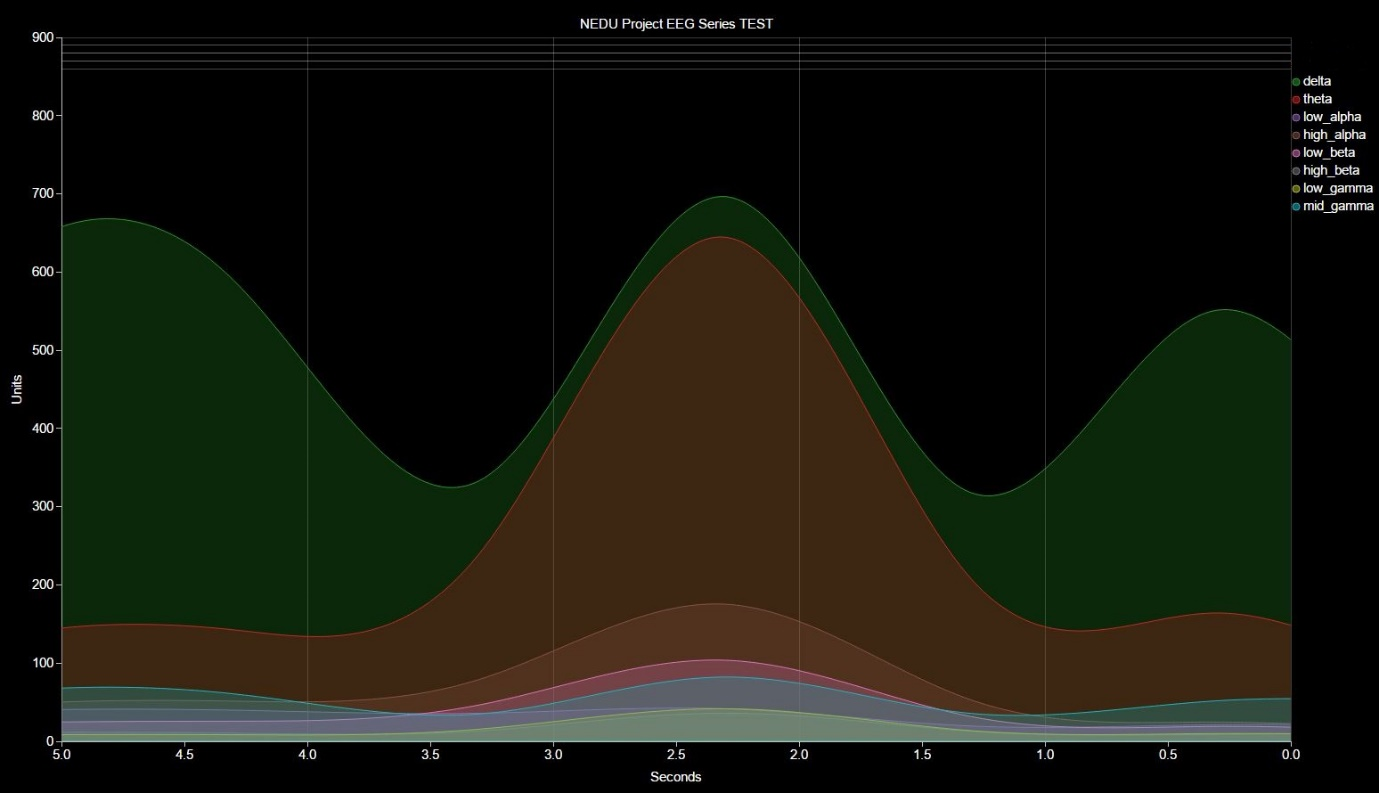 NEDU Project EEG Series TEST
900
800
700
600
500
400
300
200
100
0
Units
delta
theta
low_alpha
high_alpha
low_beta
high_beta
low_gamma
mid_gamma
5.0 4.5 4.0 3.5 3.0 2.5 2.0 1.5 1.0 0.5 0.0
Seconds